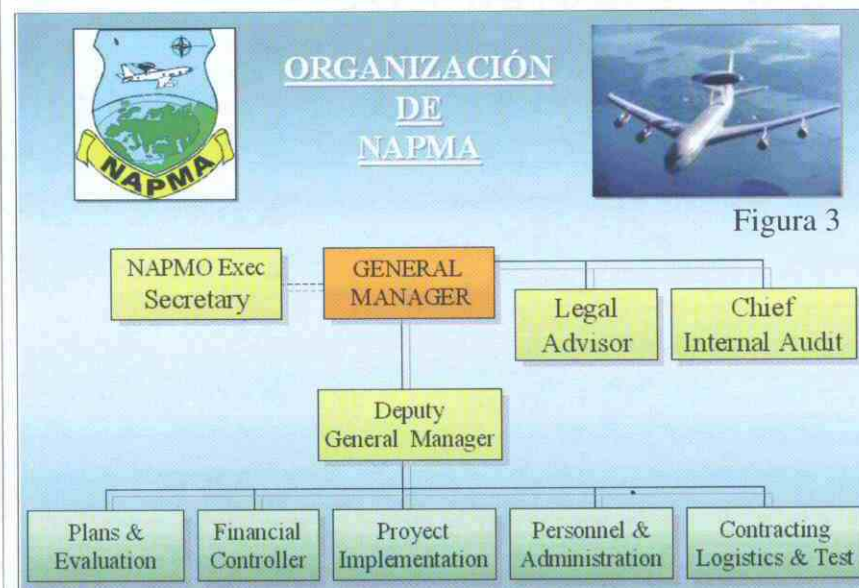 ORGANIZACIÓN
DE
NAPMA
NAPMA
Figura 3
NAPMO Exec
Secretary
GENERAL
MANAGER
Legal
Advisor
Chief
Internal Audit
Deputy
General Manager
Plans &
Evaluation
Financial
Controller
Proyect
Implementation
Personnel &
Administration
Contracting
Logistics & Test